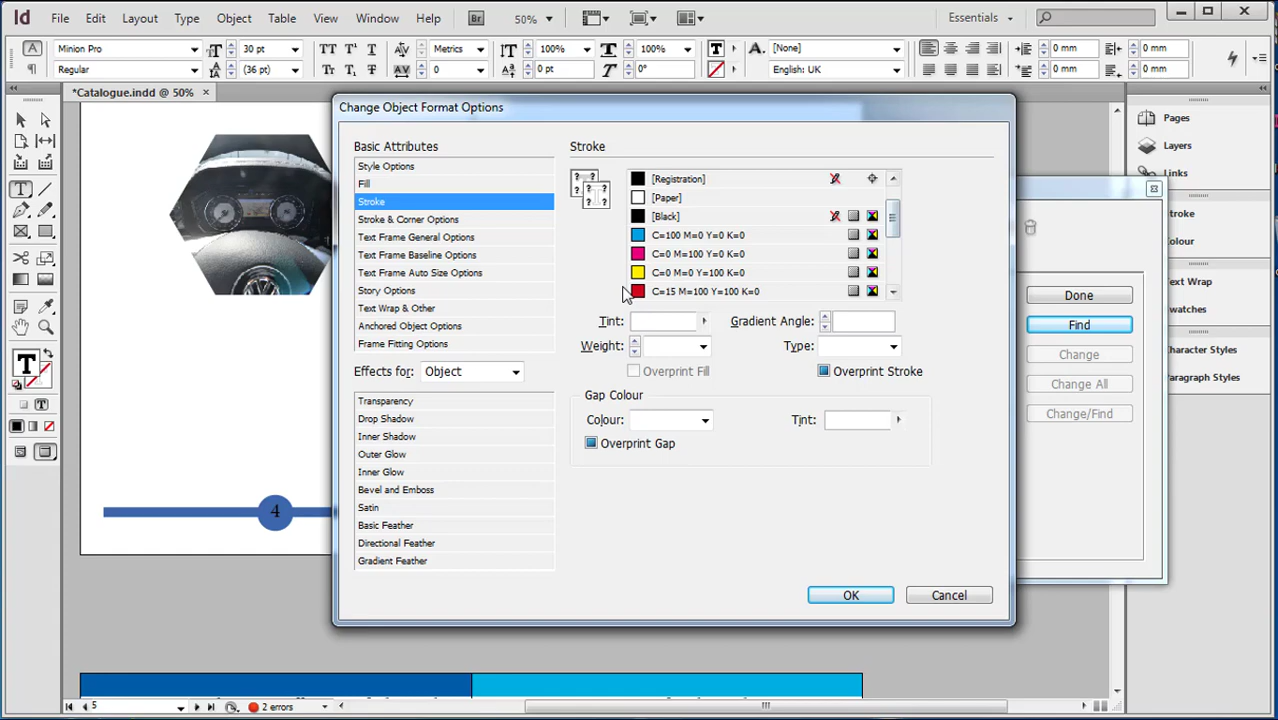 Id File Edit Layout Type Object Table View Window Help Br 50% Essentials
Minion Pro 30 pt Metrics 100% 100% [None] 0 mm 0 mm
Regular (36 pt) 0 0 pt 0° English: UK 0 mm 0 mm
*Catalogue.indd @ 50%
Change Object Format Options
Basic Attributes
Style Options
Fill
Stroke
Stroke & Corner Options
Text Frame General Options
Text Frame Baseline Options
Text Frame Auto Size Options
Story Options
Text Wrap & Other
Anchored Object Options
Frame Fitting Options
Effects for: Object
Transparency
Drop Shadow
Inner Shadow
Outer Glow
Inner Glow
Bevel and Emboss
Satin
Basic Feather
Directional Feather
Gradient Feather
Stroke
[Registration]
[Paper]
[Black]
C=100 M=0 Y=0 K=0
C=0 M=100 Y=0 K=0
C=0 M=0 Y=100 K=0
C=15 M=100 Y=100 K=0
Tint: Gradient Angle:
Weight: Type:
Overprint Fill Overprint Stroke
Gap Colour
Colour: Tint:
Overprint Gap
OK Cancel
Done
Find
Change
Change All
Change/Find
Pages
Layers
Links
Stroke
Colour
Text Wrap
Character Styles
Paragraph Styles
4
5 2 errors